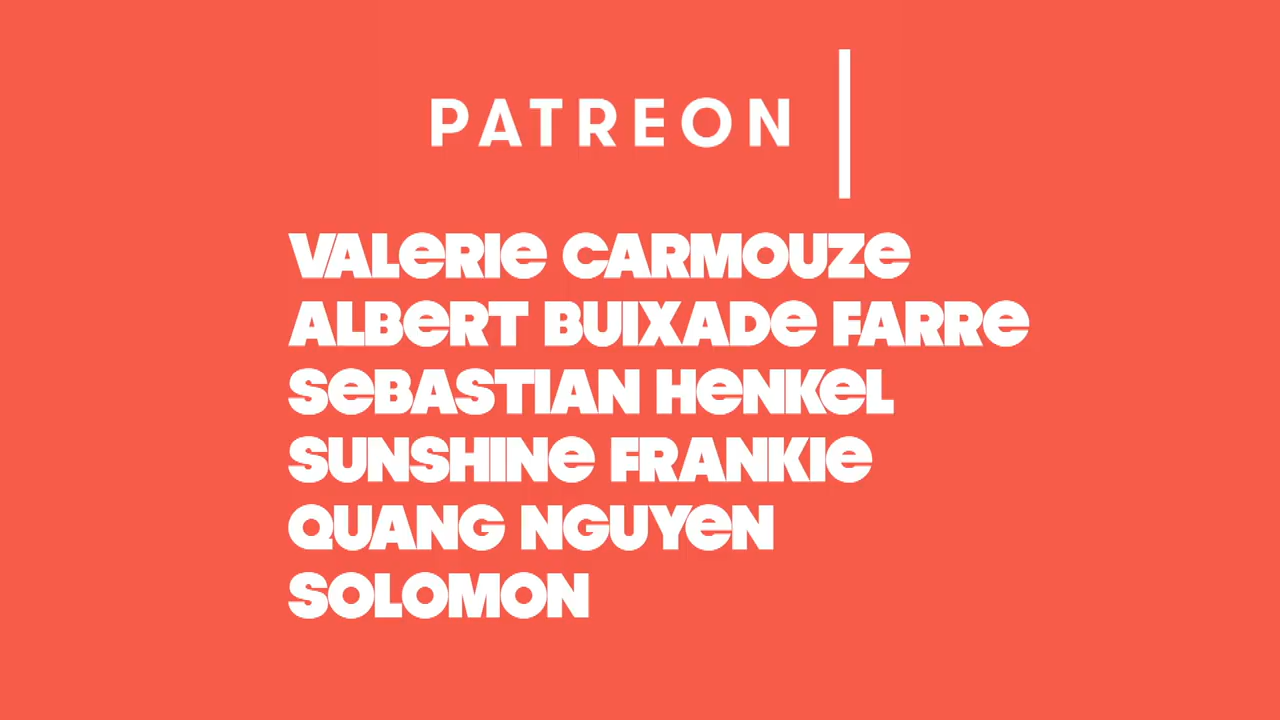 PATREON
VALeRIe CARMOUZe
ALBeRT BUIXADe FARRe
SeBASTIAN HeNKeL
SUNSHINe FRANKIe
QUANG NGUYeN
SOLOMON